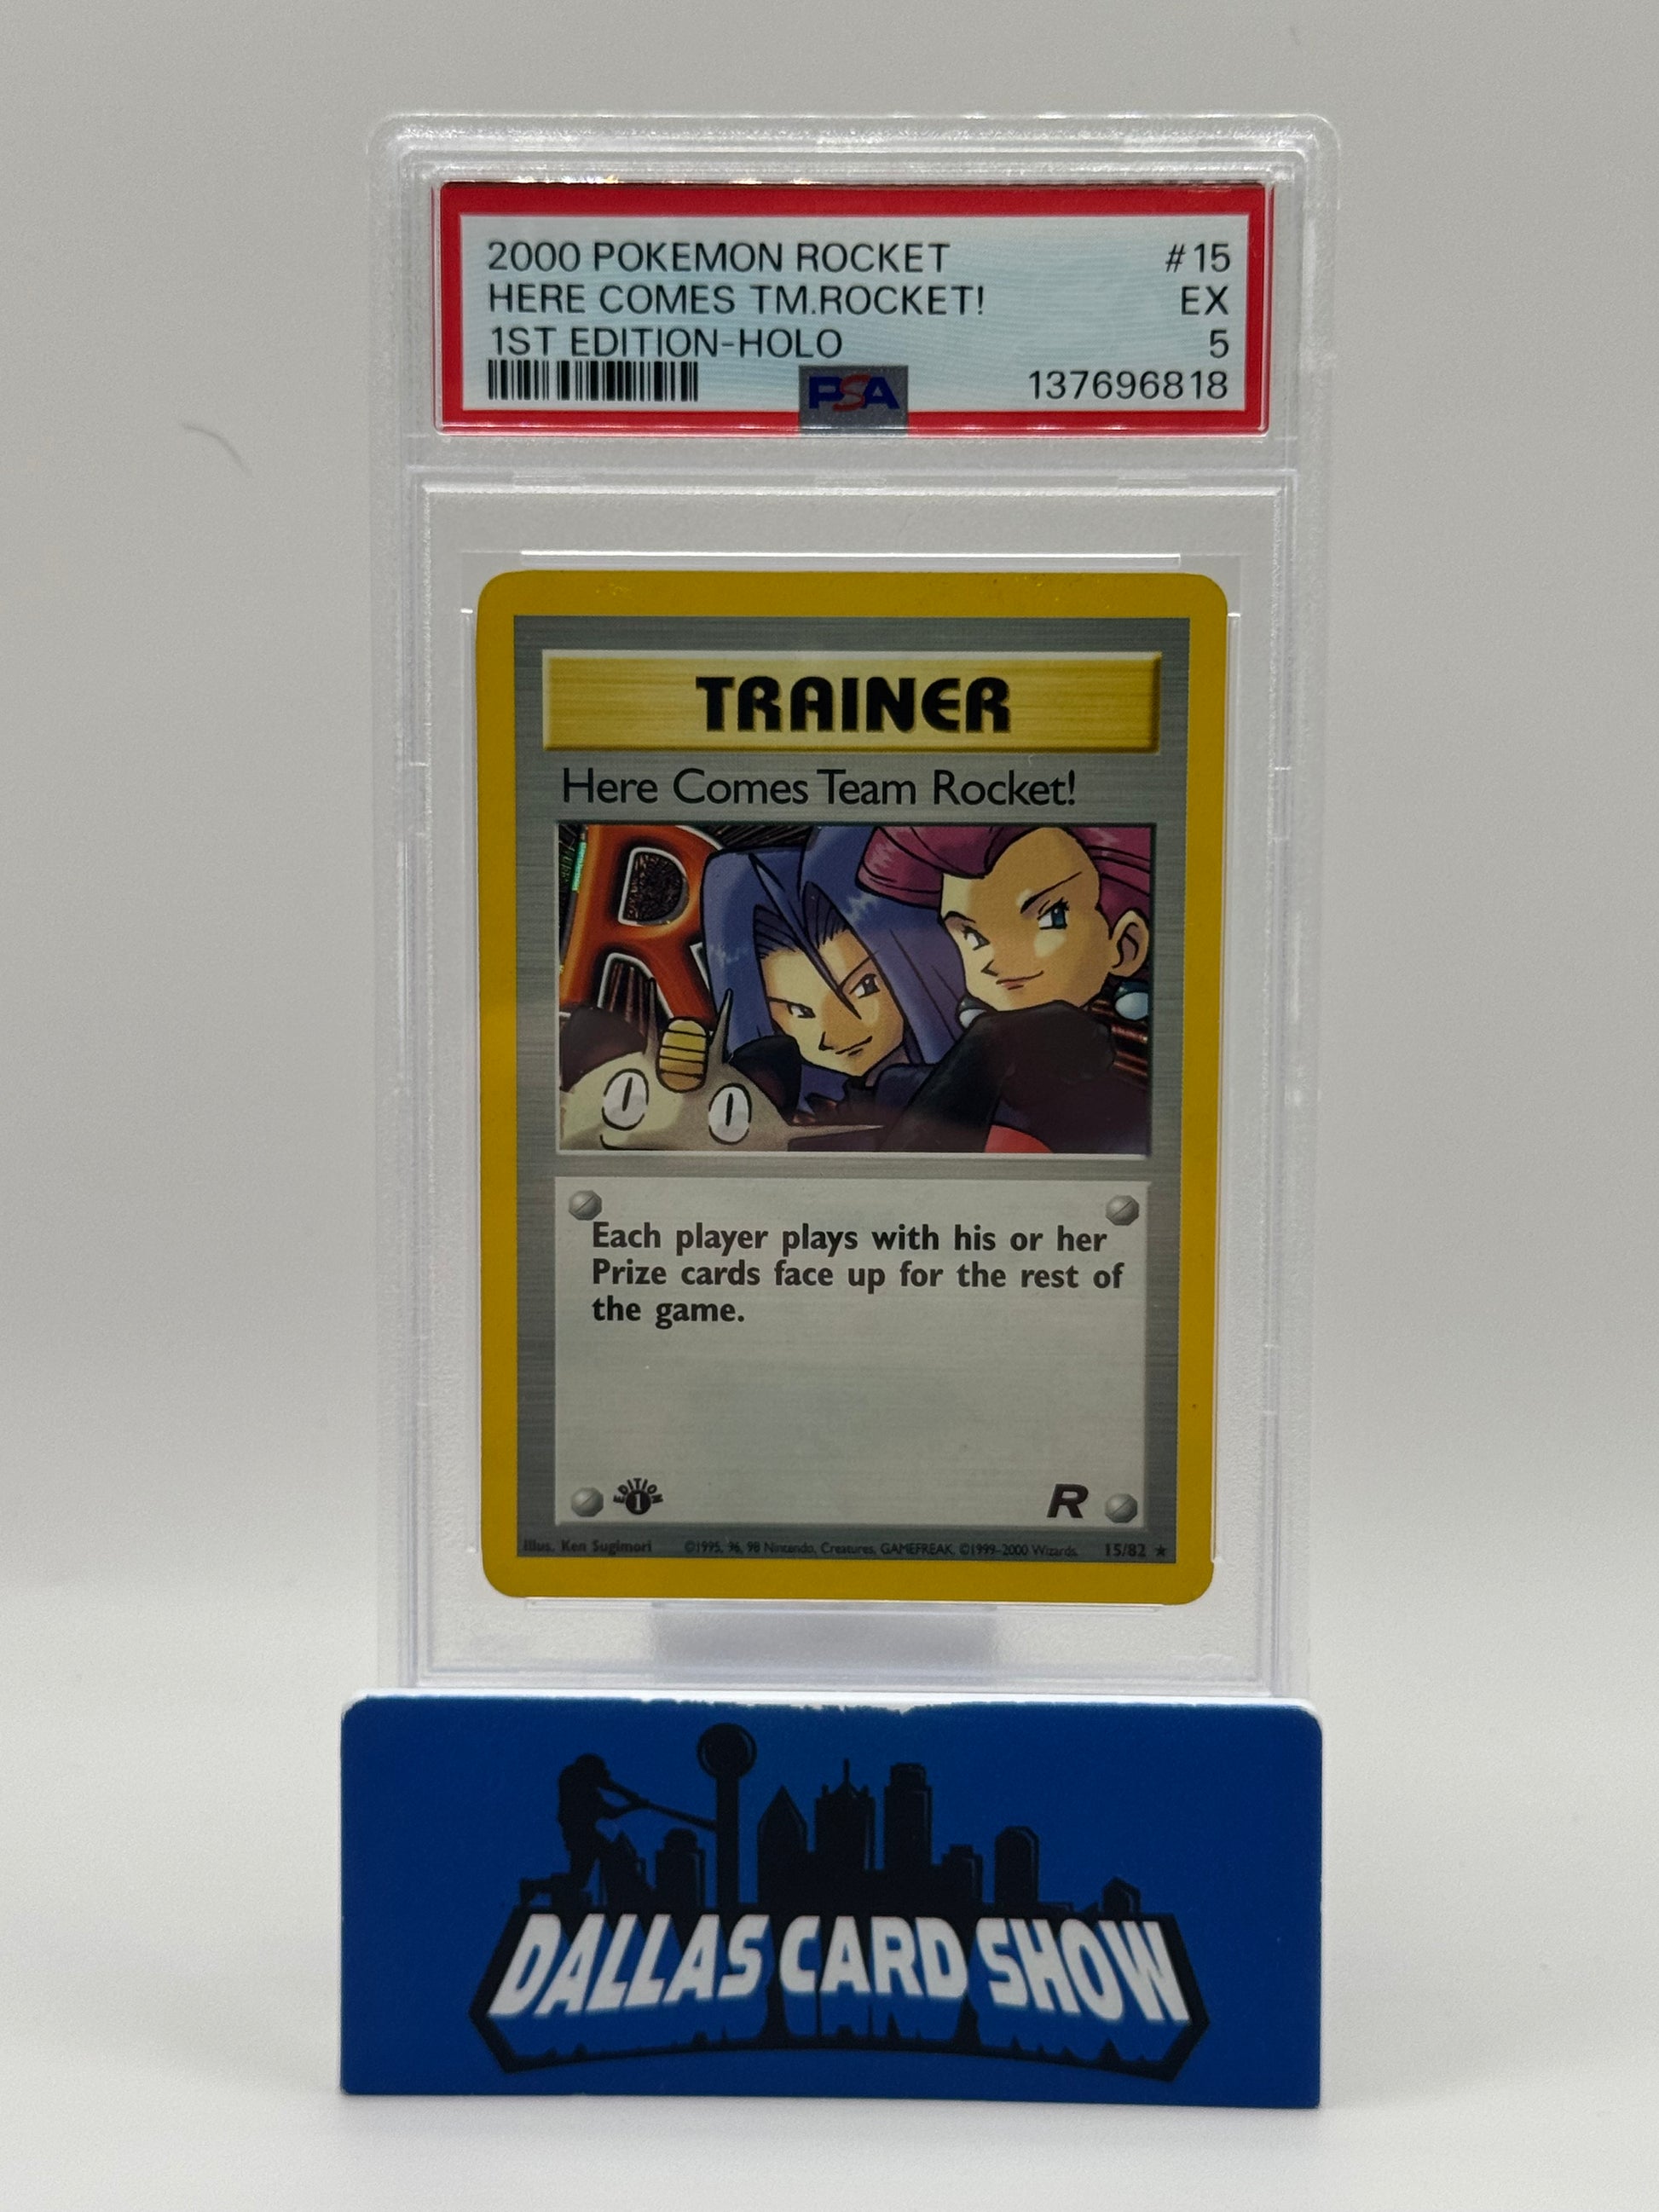 2000 POKEMON ROCKET #15
HERE COMES TM.ROCKET! EX
1ST EDITION-HOLO 5
PSA 137696818
TRAINER
Here Comes Team Rocket!
R
Each player plays with his or her
Prize cards face up for the rest of
the game.
EDITION 1 R
Illus. Ken Sugimori ©1995, 96, 98 Nintendo, Creatures, GAMEFREAK, ©1999-2000 Wizards. 15/82 ★
DALLAS CARD SHOW